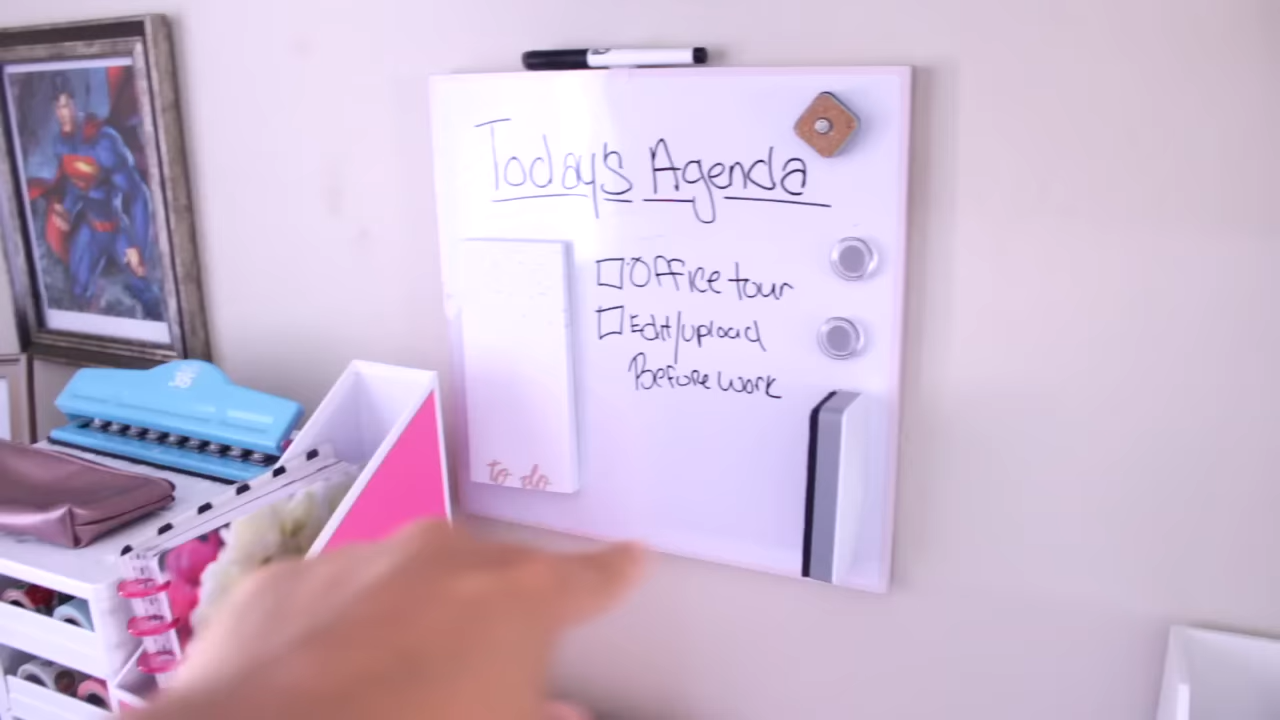 Today's Agenda
Office tour
Edit/upload
Before work
to do